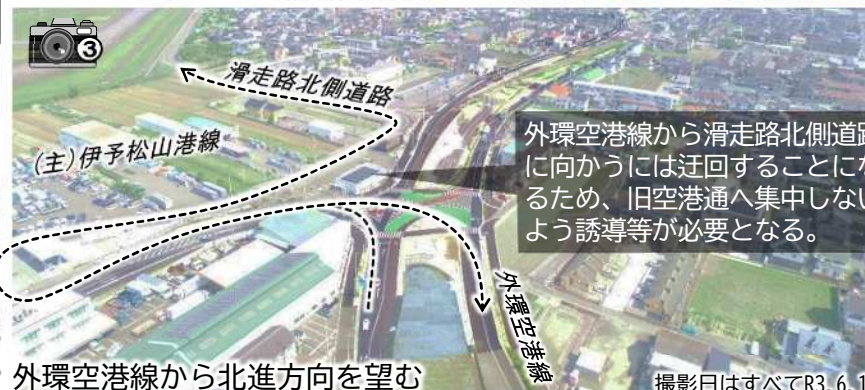 3
滑走路北側道路
(主)伊予松山港線
外環空港線から滑走路北側道路
に向かうには迂回することにな
るため、旧空港通へ集中しない
よう誘導等が必要となる。
外環空港線
外環空港線から北進方向を望む
撮影日はすべてR3.6.1